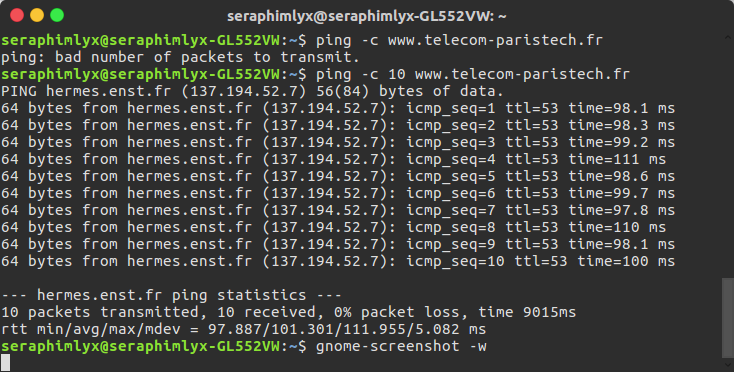 seraphimlyx@seraphimlyx-GL552VW: ~
seraphimlyx@seraphimlyx-GL552VW:~$ ping -c www.telecom-paristech.fr
ping: bad number of packets to transmit.
seraphimlyx@seraphimlyx-GL552VW:~$ ping -c 10 www.telecom-paristech.fr
PING hermes.enst.fr (137.194.52.7) 56(84) bytes of data.
64 bytes from hermes.enst.fr (137.194.52.7): icmp_seq=1 ttl=53 time=98.1 ms
64 bytes from hermes.enst.fr (137.194.52.7): icmp_seq=2 ttl=53 time=98.3 ms
64 bytes from hermes.enst.fr (137.194.52.7): icmp_seq=3 ttl=53 time=99.2 ms
64 bytes from hermes.enst.fr (137.194.52.7): icmp_seq=4 ttl=53 time=111 ms
64 bytes from hermes.enst.fr (137.194.52.7): icmp_seq=5 ttl=53 time=98.6 ms
64 bytes from hermes.enst.fr (137.194.52.7): icmp_seq=6 ttl=53 time=99.7 ms
64 bytes from hermes.enst.fr (137.194.52.7): icmp_seq=7 ttl=53 time=97.8 ms
64 bytes from hermes.enst.fr (137.194.52.7): icmp_seq=8 ttl=53 time=110 ms
64 bytes from hermes.enst.fr (137.194.52.7): icmp_seq=9 ttl=53 time=98.1 ms
64 bytes from hermes.enst.fr (137.194.52.7): icmp_seq=10 ttl=53 time=100 ms
--- hermes.enst.fr ping statistics ---
10 packets transmitted, 10 received, 0% packet loss, time 9015ms
rtt min/avg/max/mdev = 97.887/101.301/111.955/5.082 ms
seraphimlyx@seraphimlyx-GL552VW:~$ gnome-screenshot -w